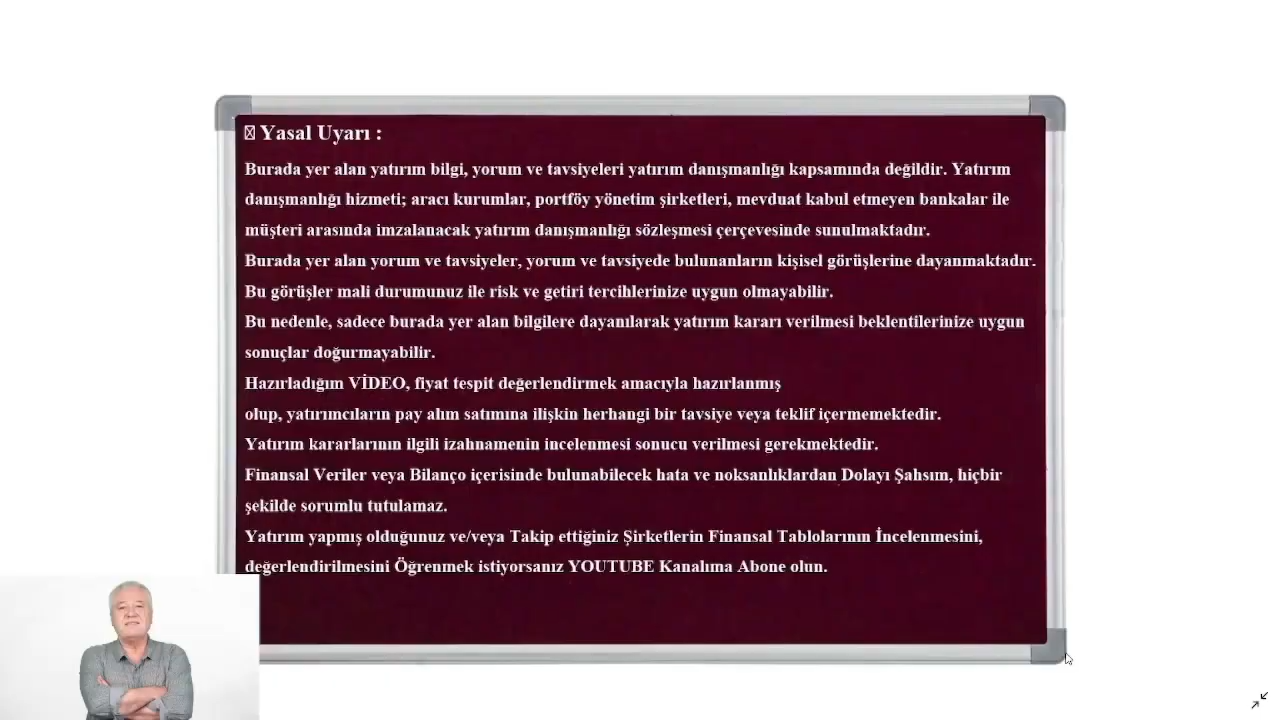 Yasal Uyarı :
Burada yer alan yatırım bilgi, yorum ve tavsiyeleri yatırım danışmanlığı kapsamında değildir. Yatırım
danışmanlığı hizmeti; aracı kurumlar, portföy yönetim şirketleri, mevduat kabul etmeyen bankalar ile
müşteri arasında imzalanacak yatırım danışmanlığı sözleşmesi çerçevesinde sunulmaktadır.
Burada yer alan yorum ve tavsiyeler, yorum ve tavsiyede bulunanların kişisel görüşlerine dayanmaktadır.
Bu görüşler mali durumunuz ile risk ve getiri tercihlerinize uygun olmayabilir.
Bu nedenle, sadece burada yer alan bilgilere dayanılarak yatırım kararı verilmesi beklentilerinize uygun
sonuçlar doğurmayabilir.
Hazırladığım VİDEO, fiyat tespit değerlendirmek amacıyla hazırlanmış
olup, yatırımcıların pay alım satımına ilişkin herhangi bir tavsiye veya teklif içermemektedir.
Yatırım kararlarının ilgili izahnamenin incelenmesi sonucu verilmesi gerekmektedir.
Finansal Veriler veya Bilanço içerisinde bulunabilecek hata ve noksanlıklardan Dolayı Şahsım, hiçbir
şekilde sorumlu tutulamaz.
Yatırım yapmış olduğunuz ve/veya Takip ettiğiniz Şirketlerin Finansal Tablolarının İncelenmesini,
değerlendirilmesini Öğrenmek istiyorsanız YOUTUBE Kanalıma Abone olun.